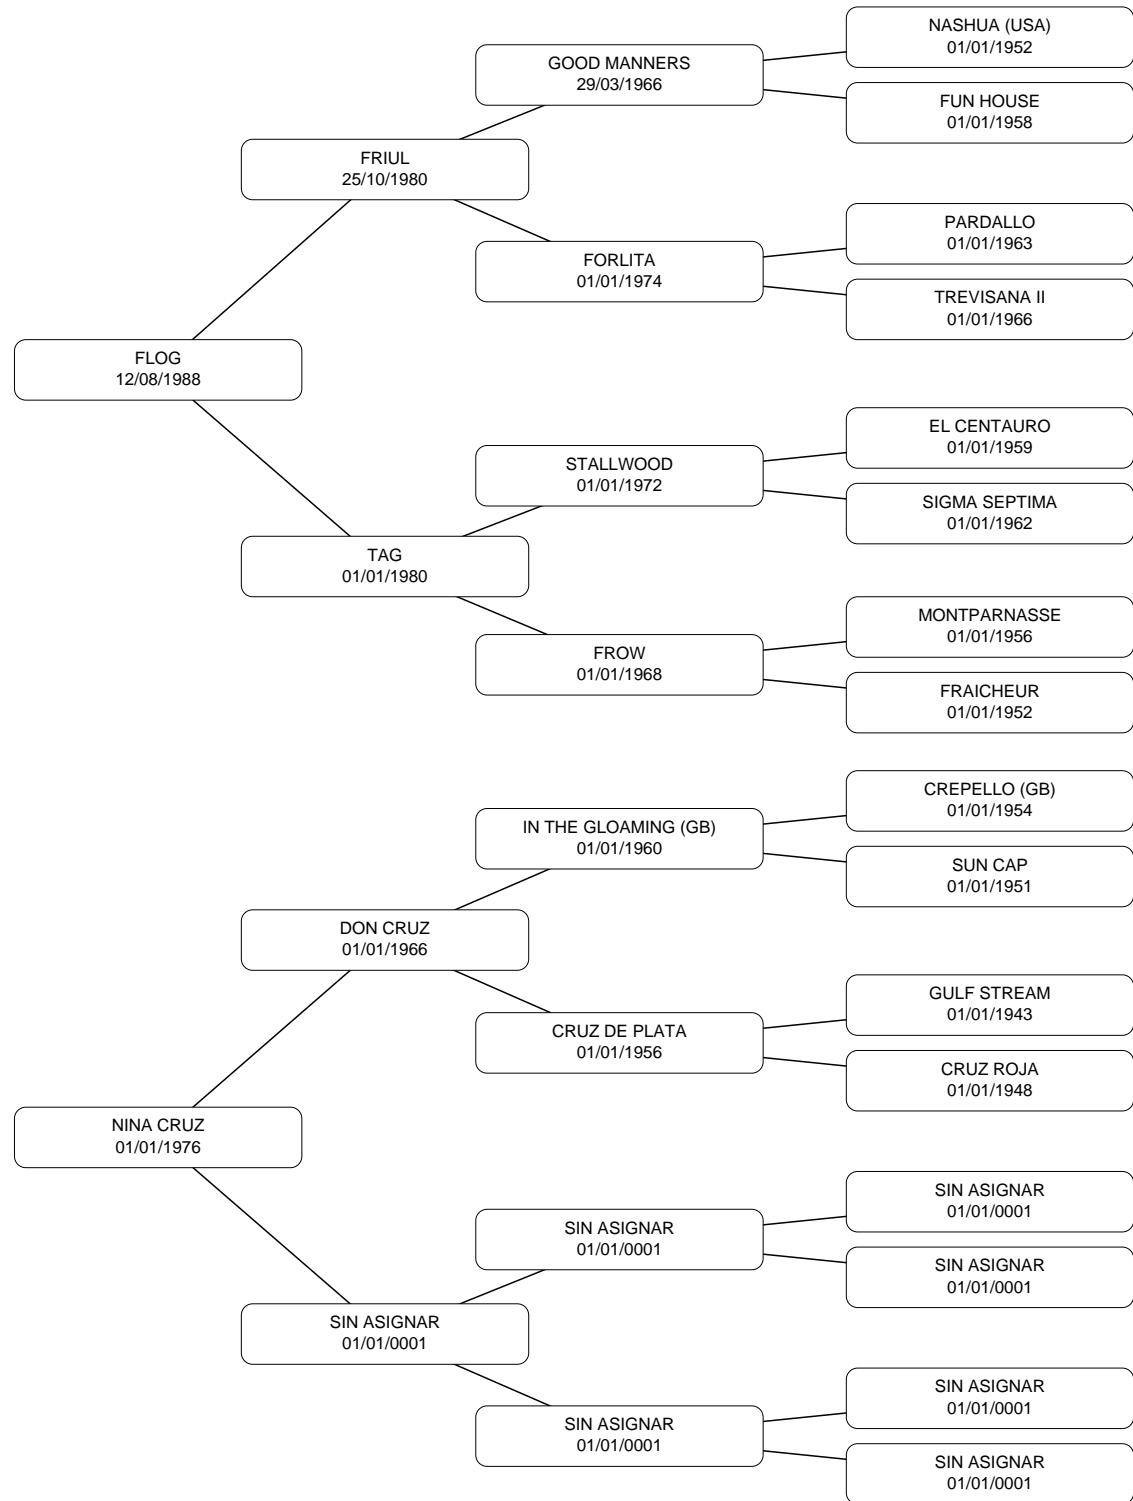 NASHUA (USA)
01/01/1952
GOOD MANNERS
29/03/1966
FUN HOUSE
01/01/1958
FRIUL
25/10/1980
PARDALLO
01/01/1963
FORLITA
01/01/1974
TREVISANA II
01/01/1966
FLOG
12/08/1988
EL CENTAURO
01/01/1959
STALLWOOD
01/01/1972
SIGMA SEPTIMA
01/01/1962
TAG
01/01/1980
MONTPARNASSE
01/01/1956
FROW
01/01/1968
FRAICHEUR
01/01/1952
CREPELLO (GB)
01/01/1954
IN THE GLOAMING (GB)
01/01/1960
SUN CAP
01/01/1951
DON CRUZ
01/01/1966
GULF STREAM
01/01/1943
CRUZ DE PLATA
01/01/1956
CRUZ ROJA
01/01/1948
NINA CRUZ
01/01/1976
SIN ASIGNAR
01/01/0001
SIN ASIGNAR
01/01/0001
SIN ASIGNAR
01/01/0001
SIN ASIGNAR
01/01/0001
SIN ASIGNAR
01/01/0001
SIN ASIGNAR
01/01/0001
SIN ASIGNAR
01/01/0001